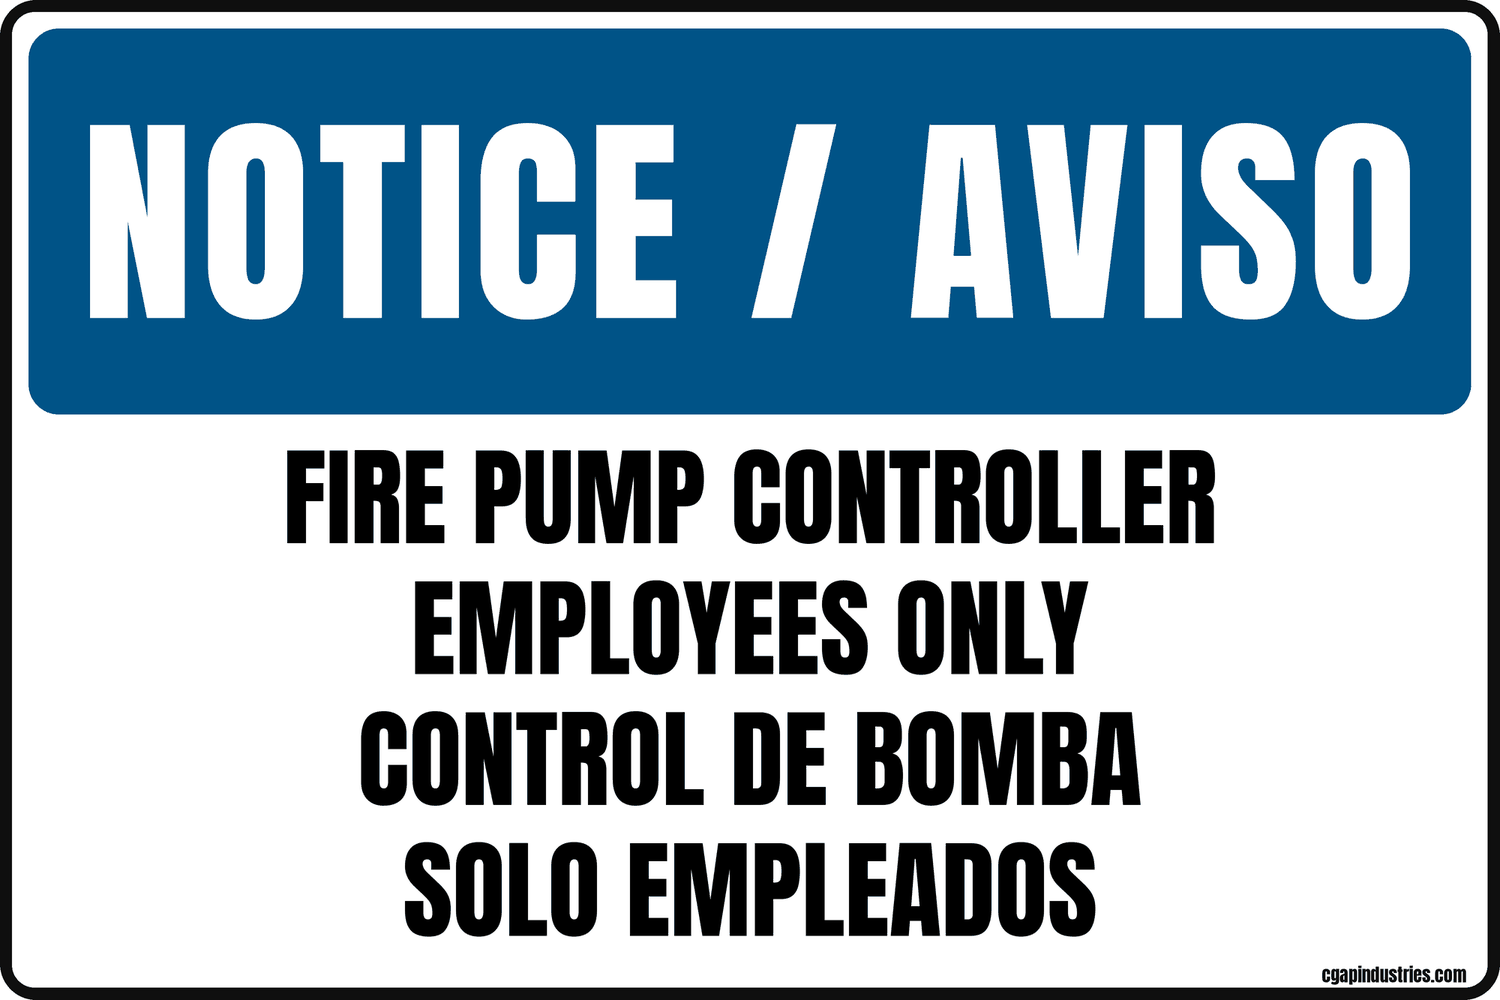 NOTICE / AVISO
FIRE PUMP CONTROLLER
EMPLOYEES ONLY
CONTROL DE BOMBA
SOLO EMPLEADOS
cgapindustries.com